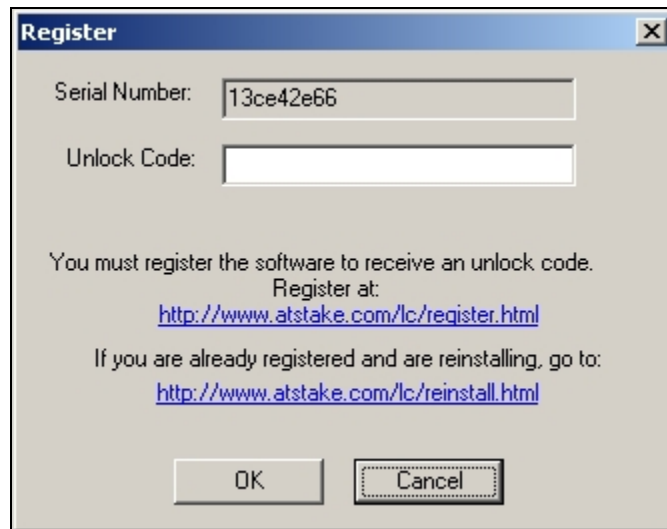 Register
Serial Number: 13ce42e66
Unlock Code:
You must register the software to receive an unlock code.
Register at:
http://www.atstake.com/lc/register.html
If you are already registered and are reinstalling, go to:
http://www.atstake.com/lc/reinstall.html
OK Cancel